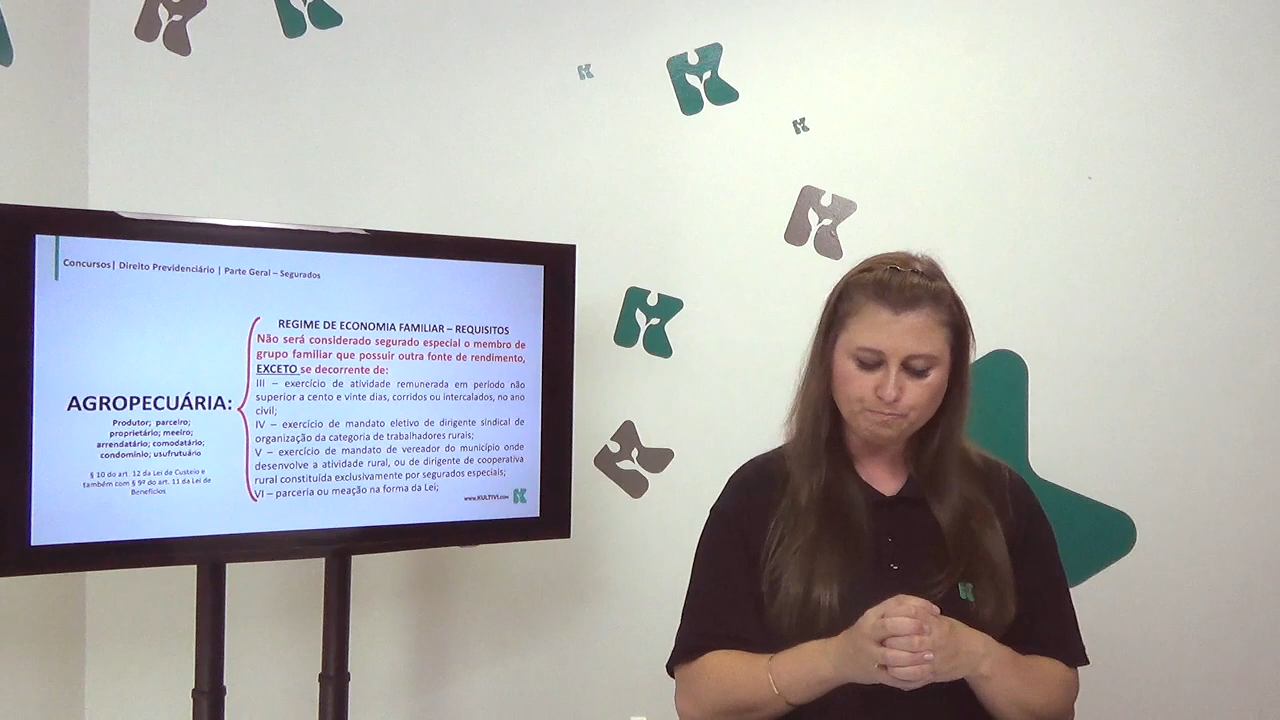 Concursos| Direito Previdenciário | Parte Geral – Segurados
REGIME DE ECONOMIA FAMILIAR – REQUISITOS
Não será considerado segurado especial o membro de
grupo familiar que possuir outra fonte de rendimento,
EXCETO se decorrente de:
III – exercício de atividade remunerada em período não
superior a cento e vinte dias, corridos ou intercalados, no ano
civil;
IV – exercício de mandato eletivo de dirigente sindical de
organização da categoria de trabalhadores rurais;
V – exercício de mandato de vereador do município onde
desenvolve a atividade rural, ou de dirigente de cooperativa
rural constituída exclusivamente por segurados especiais;
VI – parceria ou meação na forma da Lei;
AGROPECUÁRIA:
Produtor; parceiro;
proprietário; meeiro;
arrendatário; comodatário;
condomínio; usufrutuário
§ 10 do art. 12 da Lei de Custeio e
também com § 9º do art. 11 da Lei de
Benefícios
www.KULTIVI.com